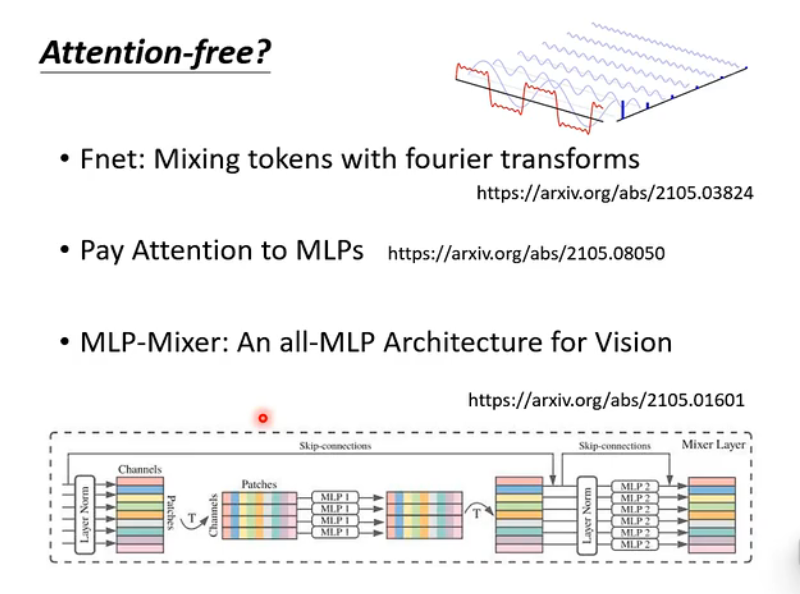 Attention-free?
• Fnet: Mixing tokens with fourier transforms
https://arxiv.org/abs/2105.03824
• Pay Attention to MLPs https://arxiv.org/abs/2105.08050
• MLP-Mixer: An all-MLP Architecture for Vision
https://arxiv.org/abs/2105.01601
Skip-connections
Skip-connections
Mixer Layer
Layer Norm
Channels
Patches
T
Channels
Patches
MLP 1
MLP 1
MLP 1
MLP 1
T
Layer Norm
MLP 2
MLP 2
MLP 2
MLP 2
MLP 2
MLP 2